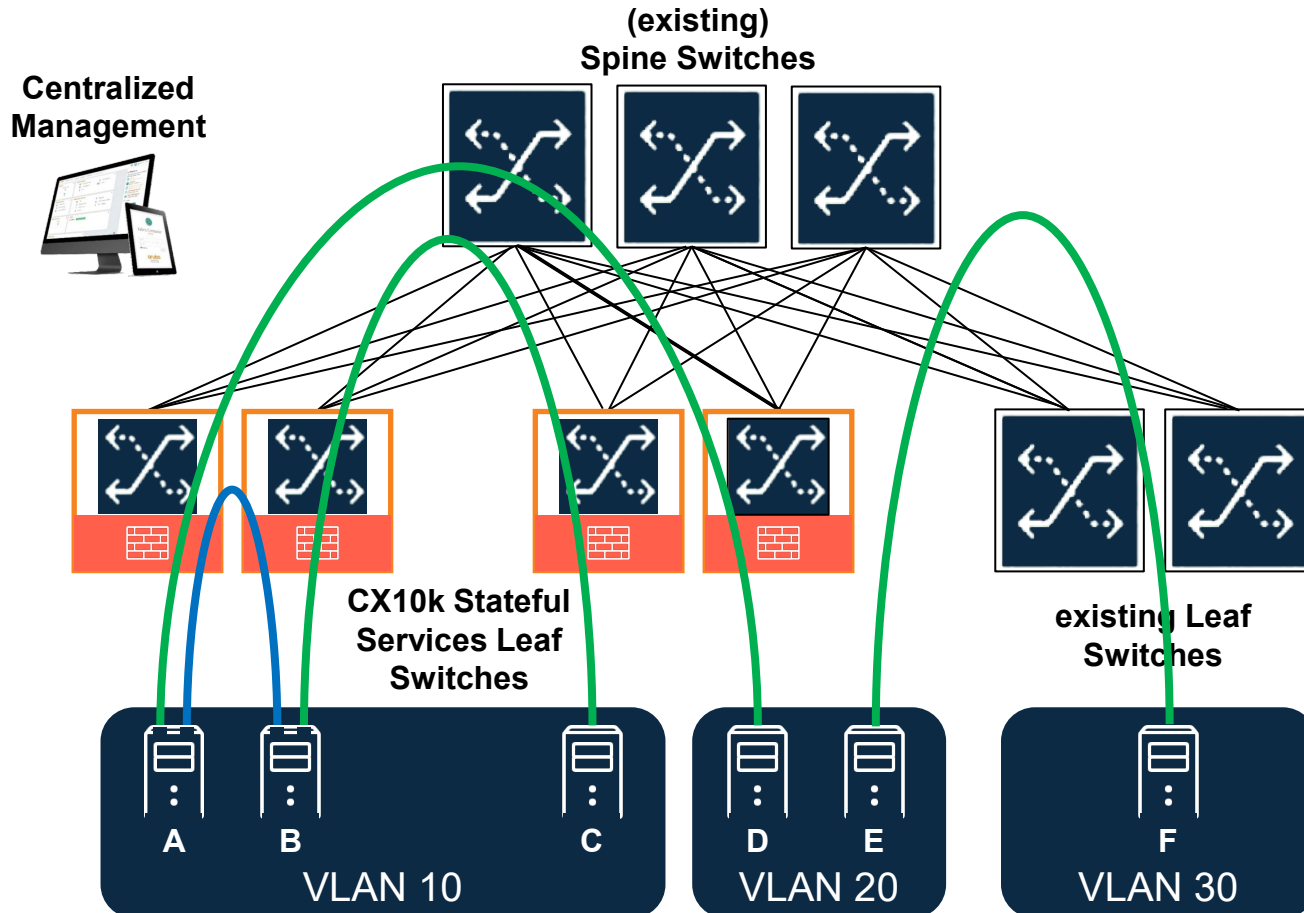 (existing)
Spine Switches
Centralized
Management
CX10k Stateful
Services Leaf
Switches
existing Leaf
Switches
A
B
C
D
E
F
VLAN 10
VLAN 20
VLAN 30